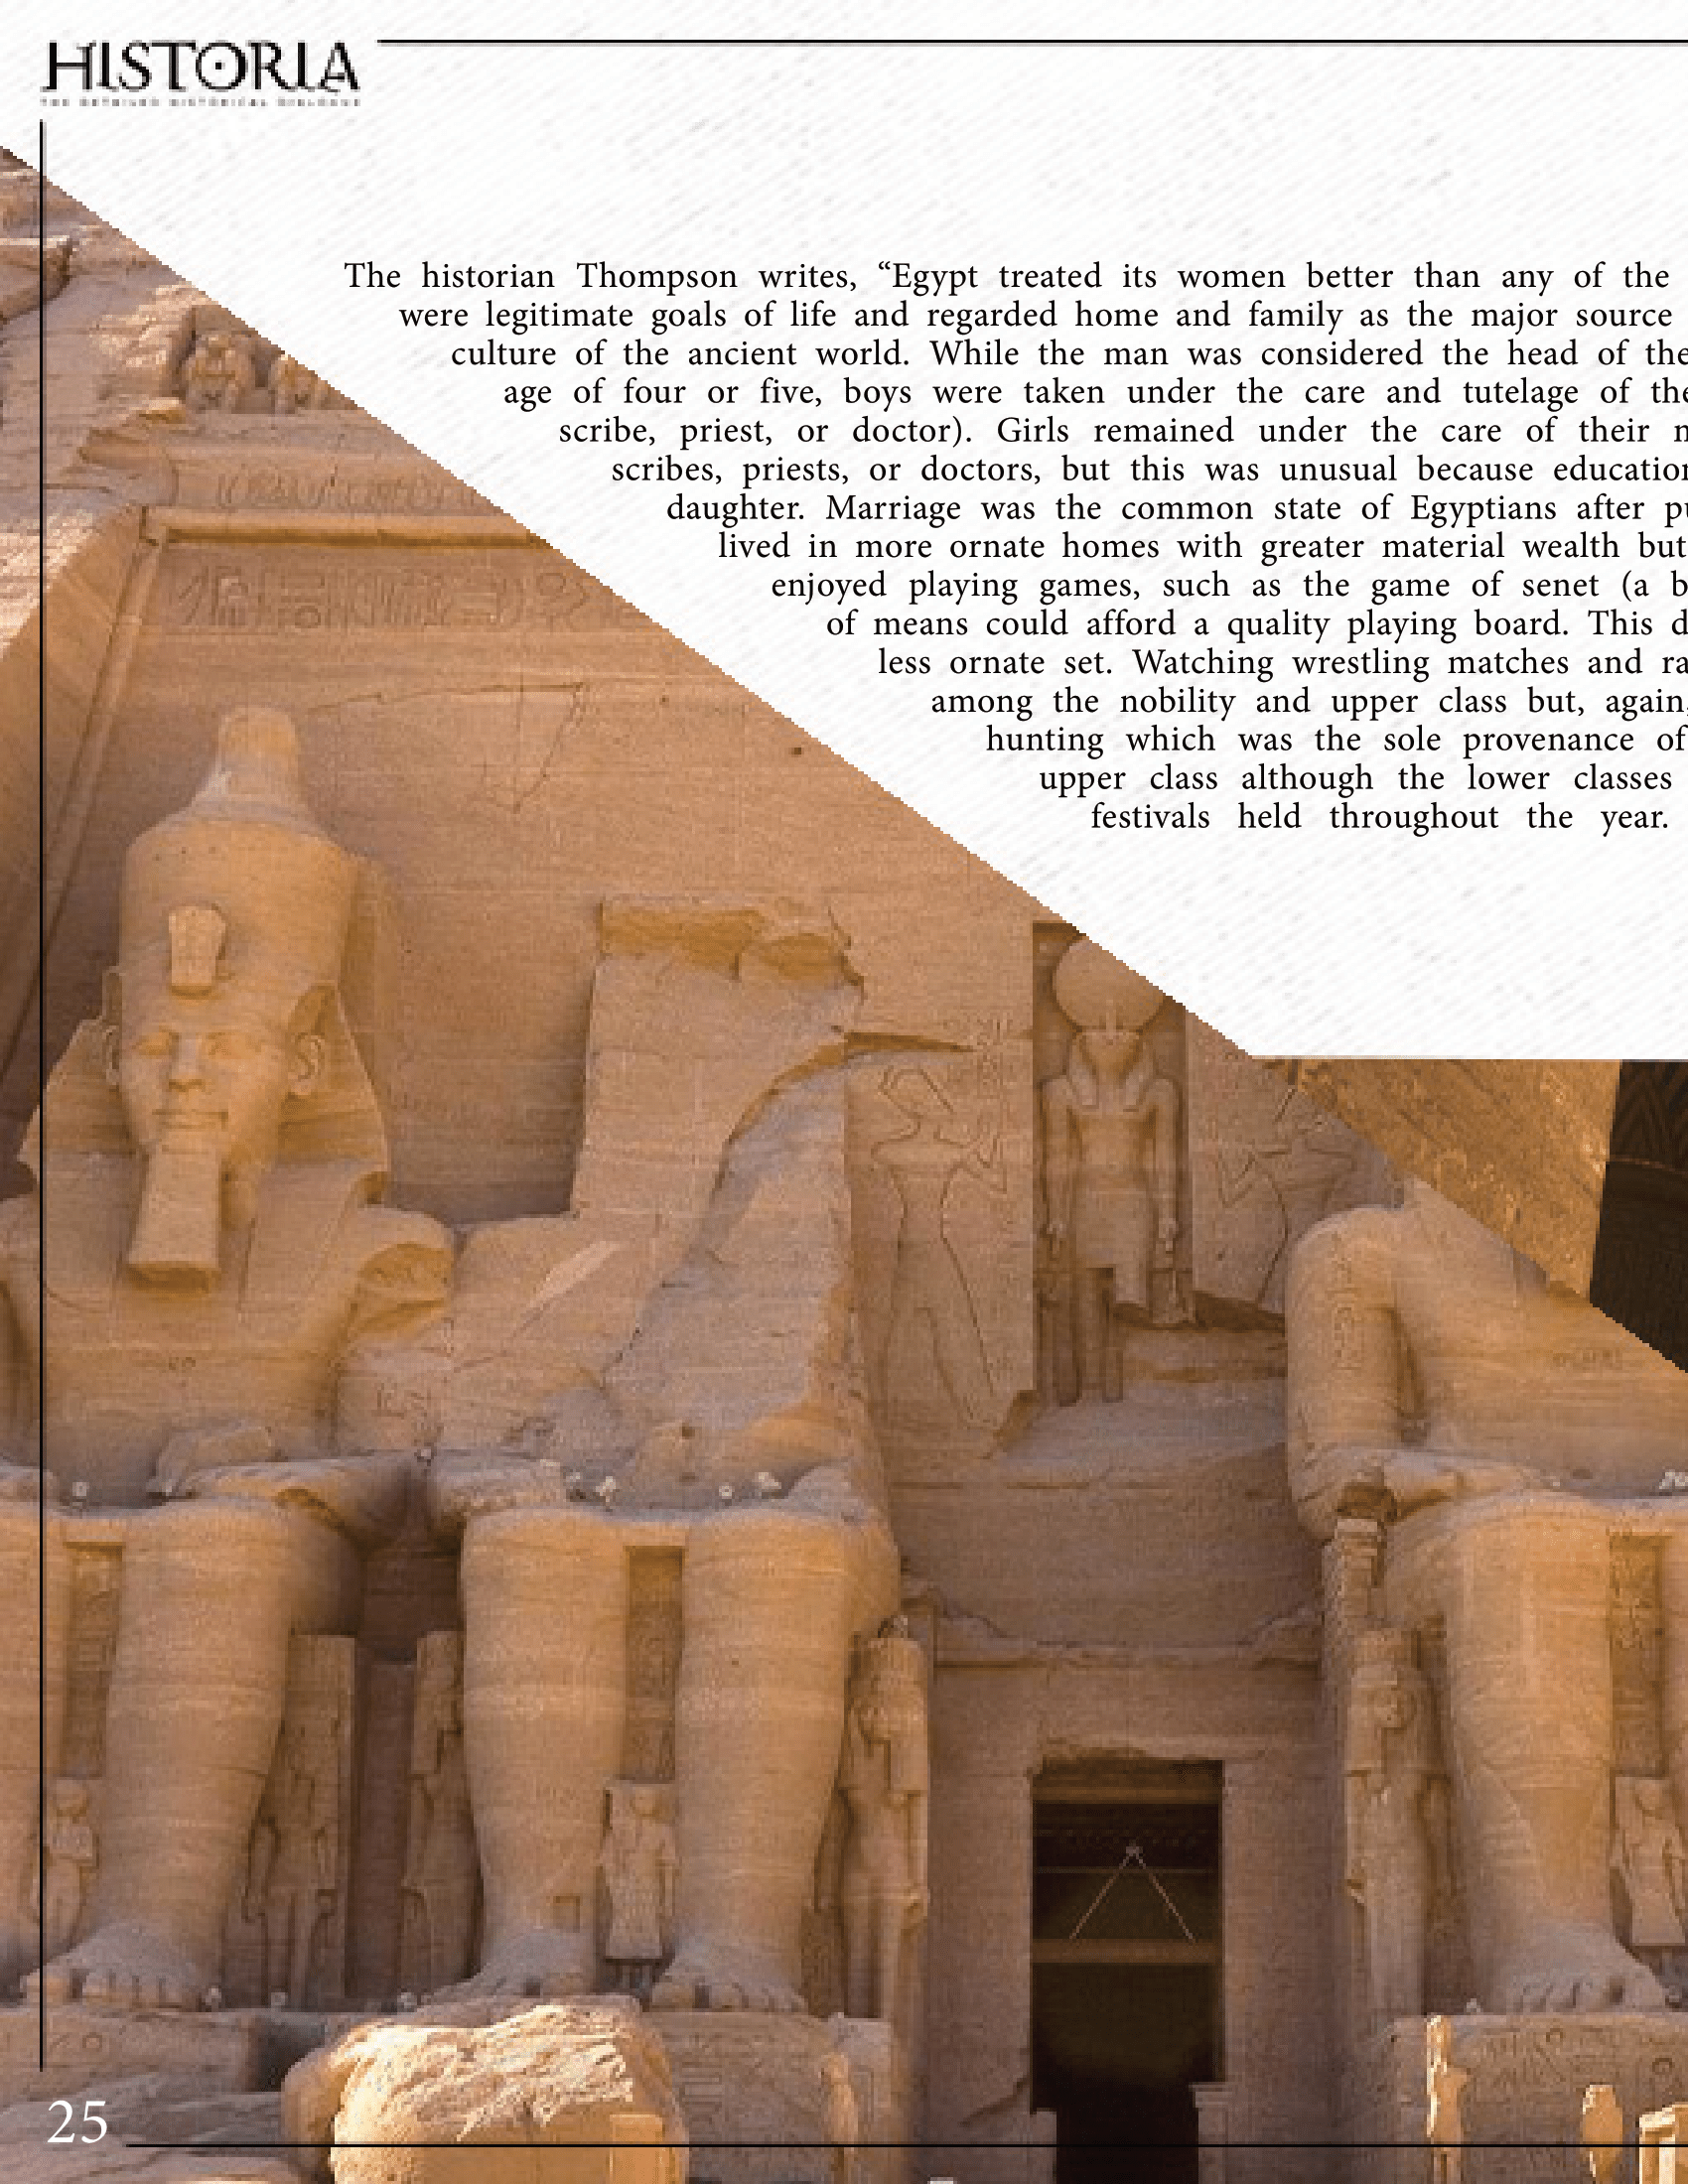 HISTORIA
THE DETAILED HISTORICAL DIALOGUE
The historian Thompson writes, “Egypt treated its women better than any of the
were legitimate goals of life and regarded home and family as the major source
culture of the ancient world. While the man was considered the head of the
age of four or five, boys were taken under the care and tutelage of the
scribe, priest, or doctor). Girls remained under the care of their
scribes, priests, or doctors, but this was unusual because education
daughter. Marriage was the common state of Egyptians after
lived in more ornate homes with greater material wealth but
enjoyed playing games, such as the game of senet (a
of means could afford a quality playing board. This
less ornate set. Watching wrestling matches and
among the nobility and upper class but, again,
hunting which was the sole provenance of
upper class although the lower classes
festivals held throughout the year.
25